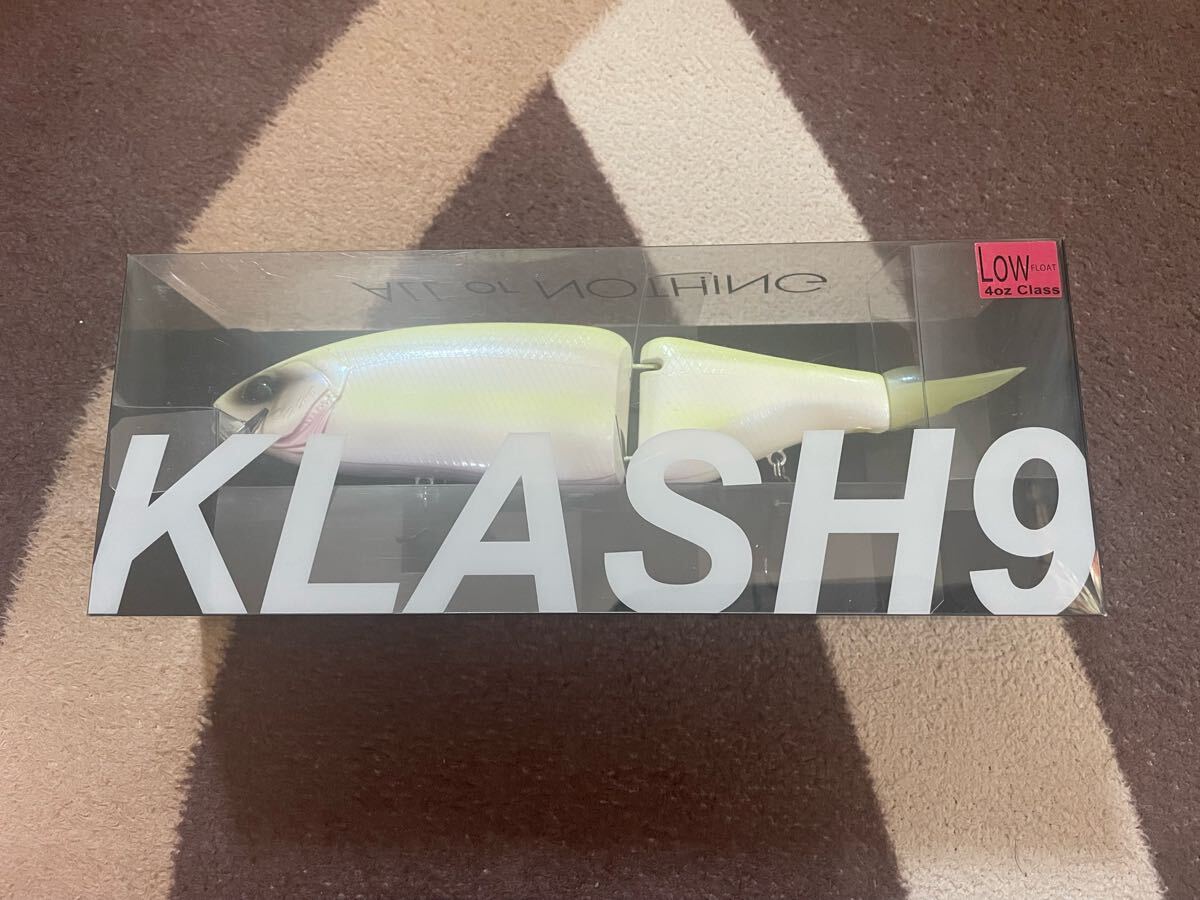 LOW FLOAT
4oz Class
ALL or NOTHiNG
KLASH9